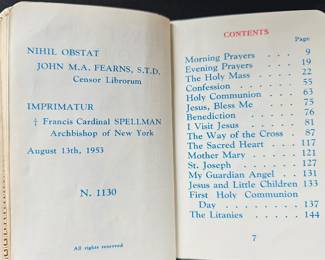 NIHIL OBSTAT
JOHN M.A. FEARNS, S.T.D.
Censor Librorum
IMPRIMATUR
† Francis Cardinal SPELLMAN
Archbishop of New York
August 13th, 1953
N. 1130
All rights reserved
CONTENTS
Page
Morning Prayers . . . . 9
Evening Prayers . . . . 19
The Holy Mass . . . . 22
Confession . . . . . 55
Holy Communion . . . . 63
Jesus, Bless Me . . . . 75
Benediction . . . . . 76
I Visit Jesus . . . . . 81
The Way of the Cross . . 87
The Sacred Heart . . . 117
Mother Mary . . . . . 121
St. Joseph . . . . . 127
My Guardian Angel . . . 131
Jesus and Little Children 133
First Holy Communion
Day . . . . . . . 137
The Litanies . . . . . 144
7